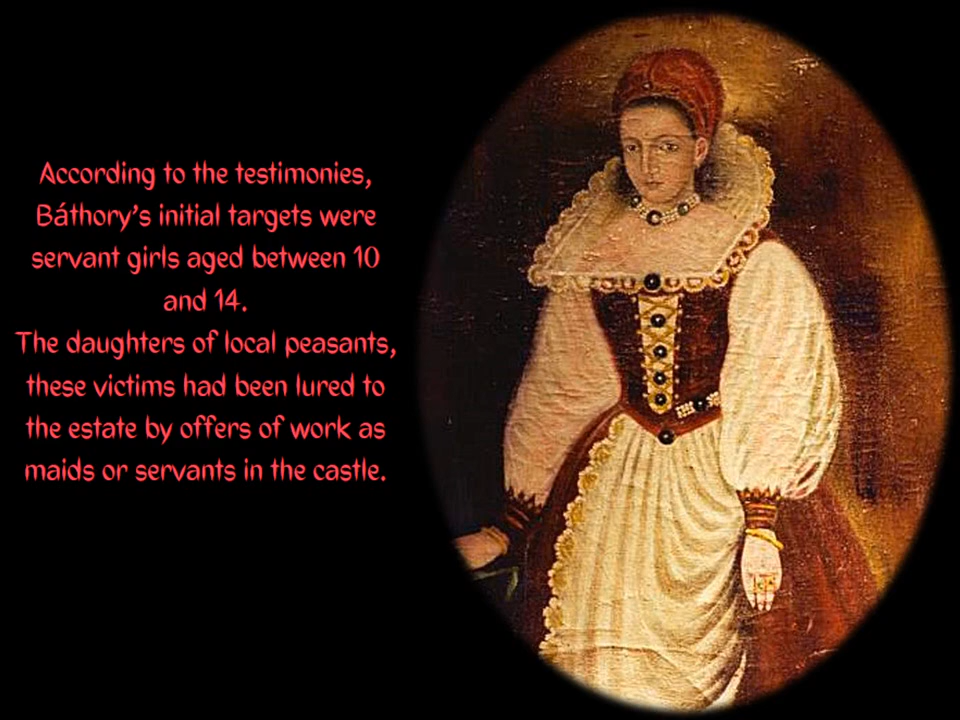 According to the testimonies,
Báthory's initial targets were
servant girls aged between 10
and 14.
The daughters of local peasants,
these victims had been lured to
the estate by offers of work as
maids or servants in the castle.